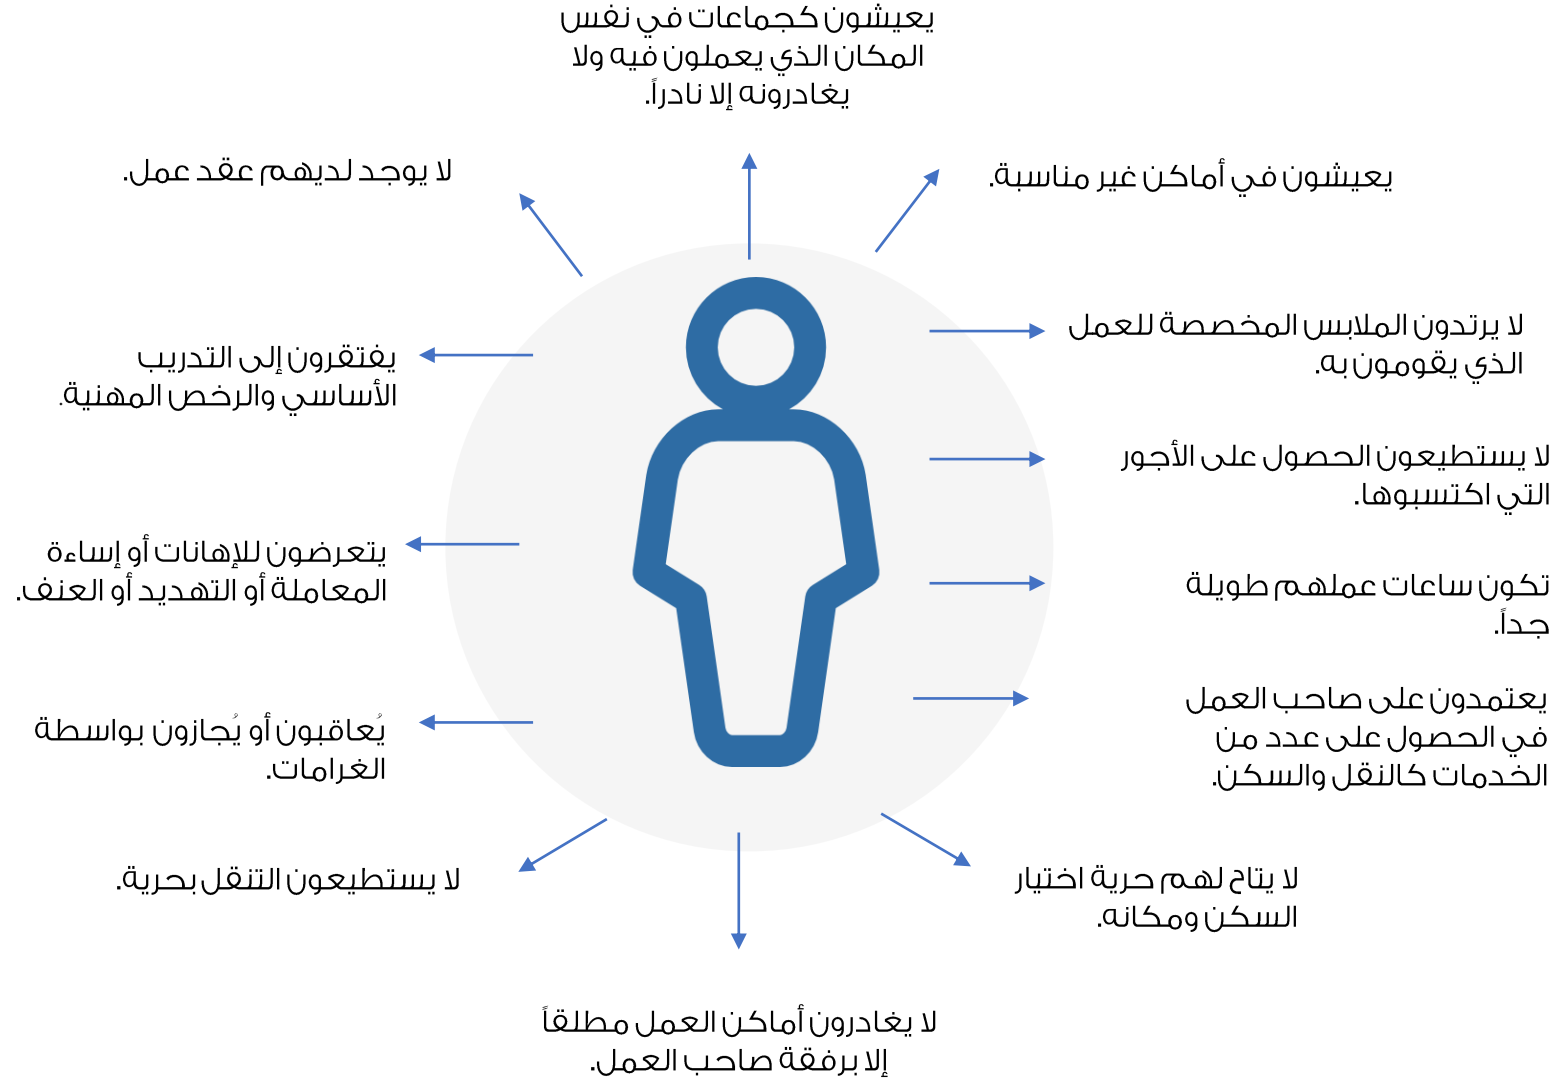 يعيشون كجماعات في نفس
المكان الذي يعملون فيه ولا
يغادرونه إلا نادراً.
يعيشون في أماكن غير مناسبة.
لا يرتدون الملابس المخصصة للعمل
الذي يقومون به.
لا يستطيعون الحصول على الأجور
التي اكتسبوها.
تكون ساعات عملهم طويلة
جداً.
يعتمدون على صاحب العمل
في الحصول على عدد من
الخدمات كالنقل والسكن.
لا يتاح لهم حرية اختيار
السكن ومكانه.
لا يغادرون أماكن العمل مطلقاً
إلا برفقة صاحب العمل.
لا يستطيعون التنقل بحرية.
يُعاقبون أو يُجازون بواسطة
الغرامات.
يتعرضون للإهانات أو إساءة
المعاملة أو التهديد أو العنف.
يفتقرون إلى التدريب
الأساسي والرخص المهنية.
لا يوجد لديهم عقد عمل.